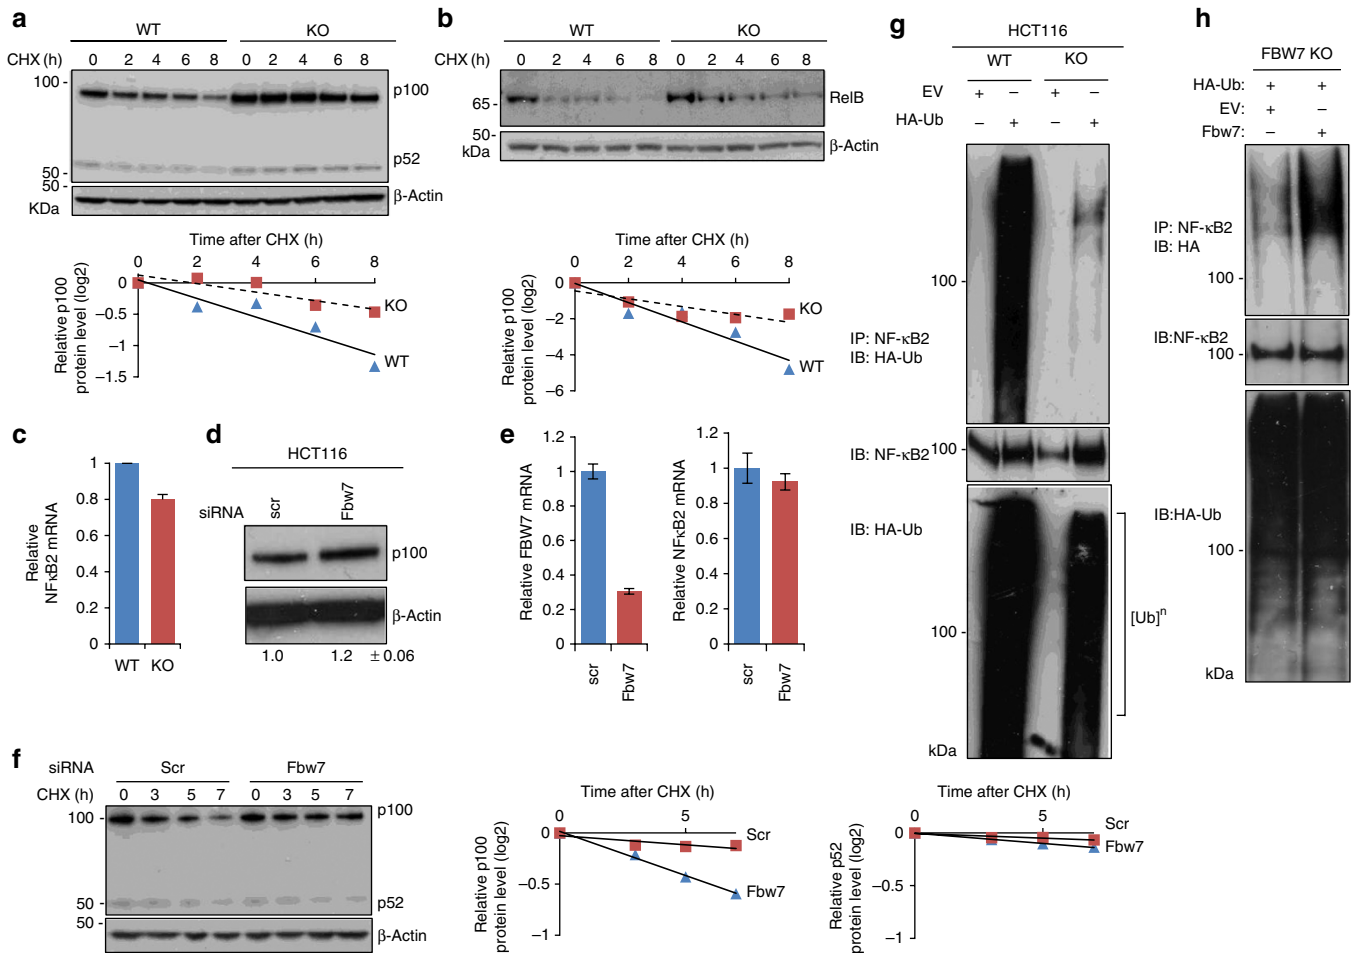 a
WT KO
CHX (h) 0 2 4 6 8 0 2 4 6 8
100
p100
p52
50
50
β-Actin
KDa
Time after CHX (h)
0 2 4 6 8
0
−0.5
−1
−1.5
Relative p100
protein level (log2)
KO
WT
b
WT KO
CHX (h) 0 2 4 6 8 0 2 4 6 8
65
RelB
50
kDa
β-Actin
Time after CHX (h)
0 2 4 6 8
0
−2
−4
−6
Relative p100
protein level (log2)
KO
WT
c
1
0.8
0.6
0.4
0.2
0
Relative
NFκB2 mRNA
WT KO
d
HCT116
siRNA scr Fbw7
p100
β-Actin
1.0 1.2 ±0.06
e
1.2
1
0.8
0.6
0.4
0.2
0
Relative FBW7 mRNA
scr Fbw7
1.2
1.0
0.8
0.6
0.4
0.2
0
Relative NFκB2 mRNA
scr Fbw7
f
siRNA Scr Fbw7
CHX (h) 0 3 5 7 0 3 5 7
100
p100
50
p52
50
β-Actin
Time after CHX (h)
0 5
0
−0.5
−1
Relative p100
protein level (log2)
Scr
Fbw7
Time after CHX (h)
0 5
0
−0.5
−1
Relative p52
protein level (log2)
Scr
Fbw7
g
HCT116
WT KO
EV + − + −
HA-Ub − + − +
100
IP: NF-κB2
IB: HA-Ub
100
IB: NF-κB2
IB: HA-Ub
100
[Ub]ⁿ
kDa
h
FBW7 KO
HA-Ub: + +
EV: + −
Fbw7: − +
IP: NF-κB2
IB: HA
100
IB:NF-κB2
100
IB:HA-Ub
100
kDa